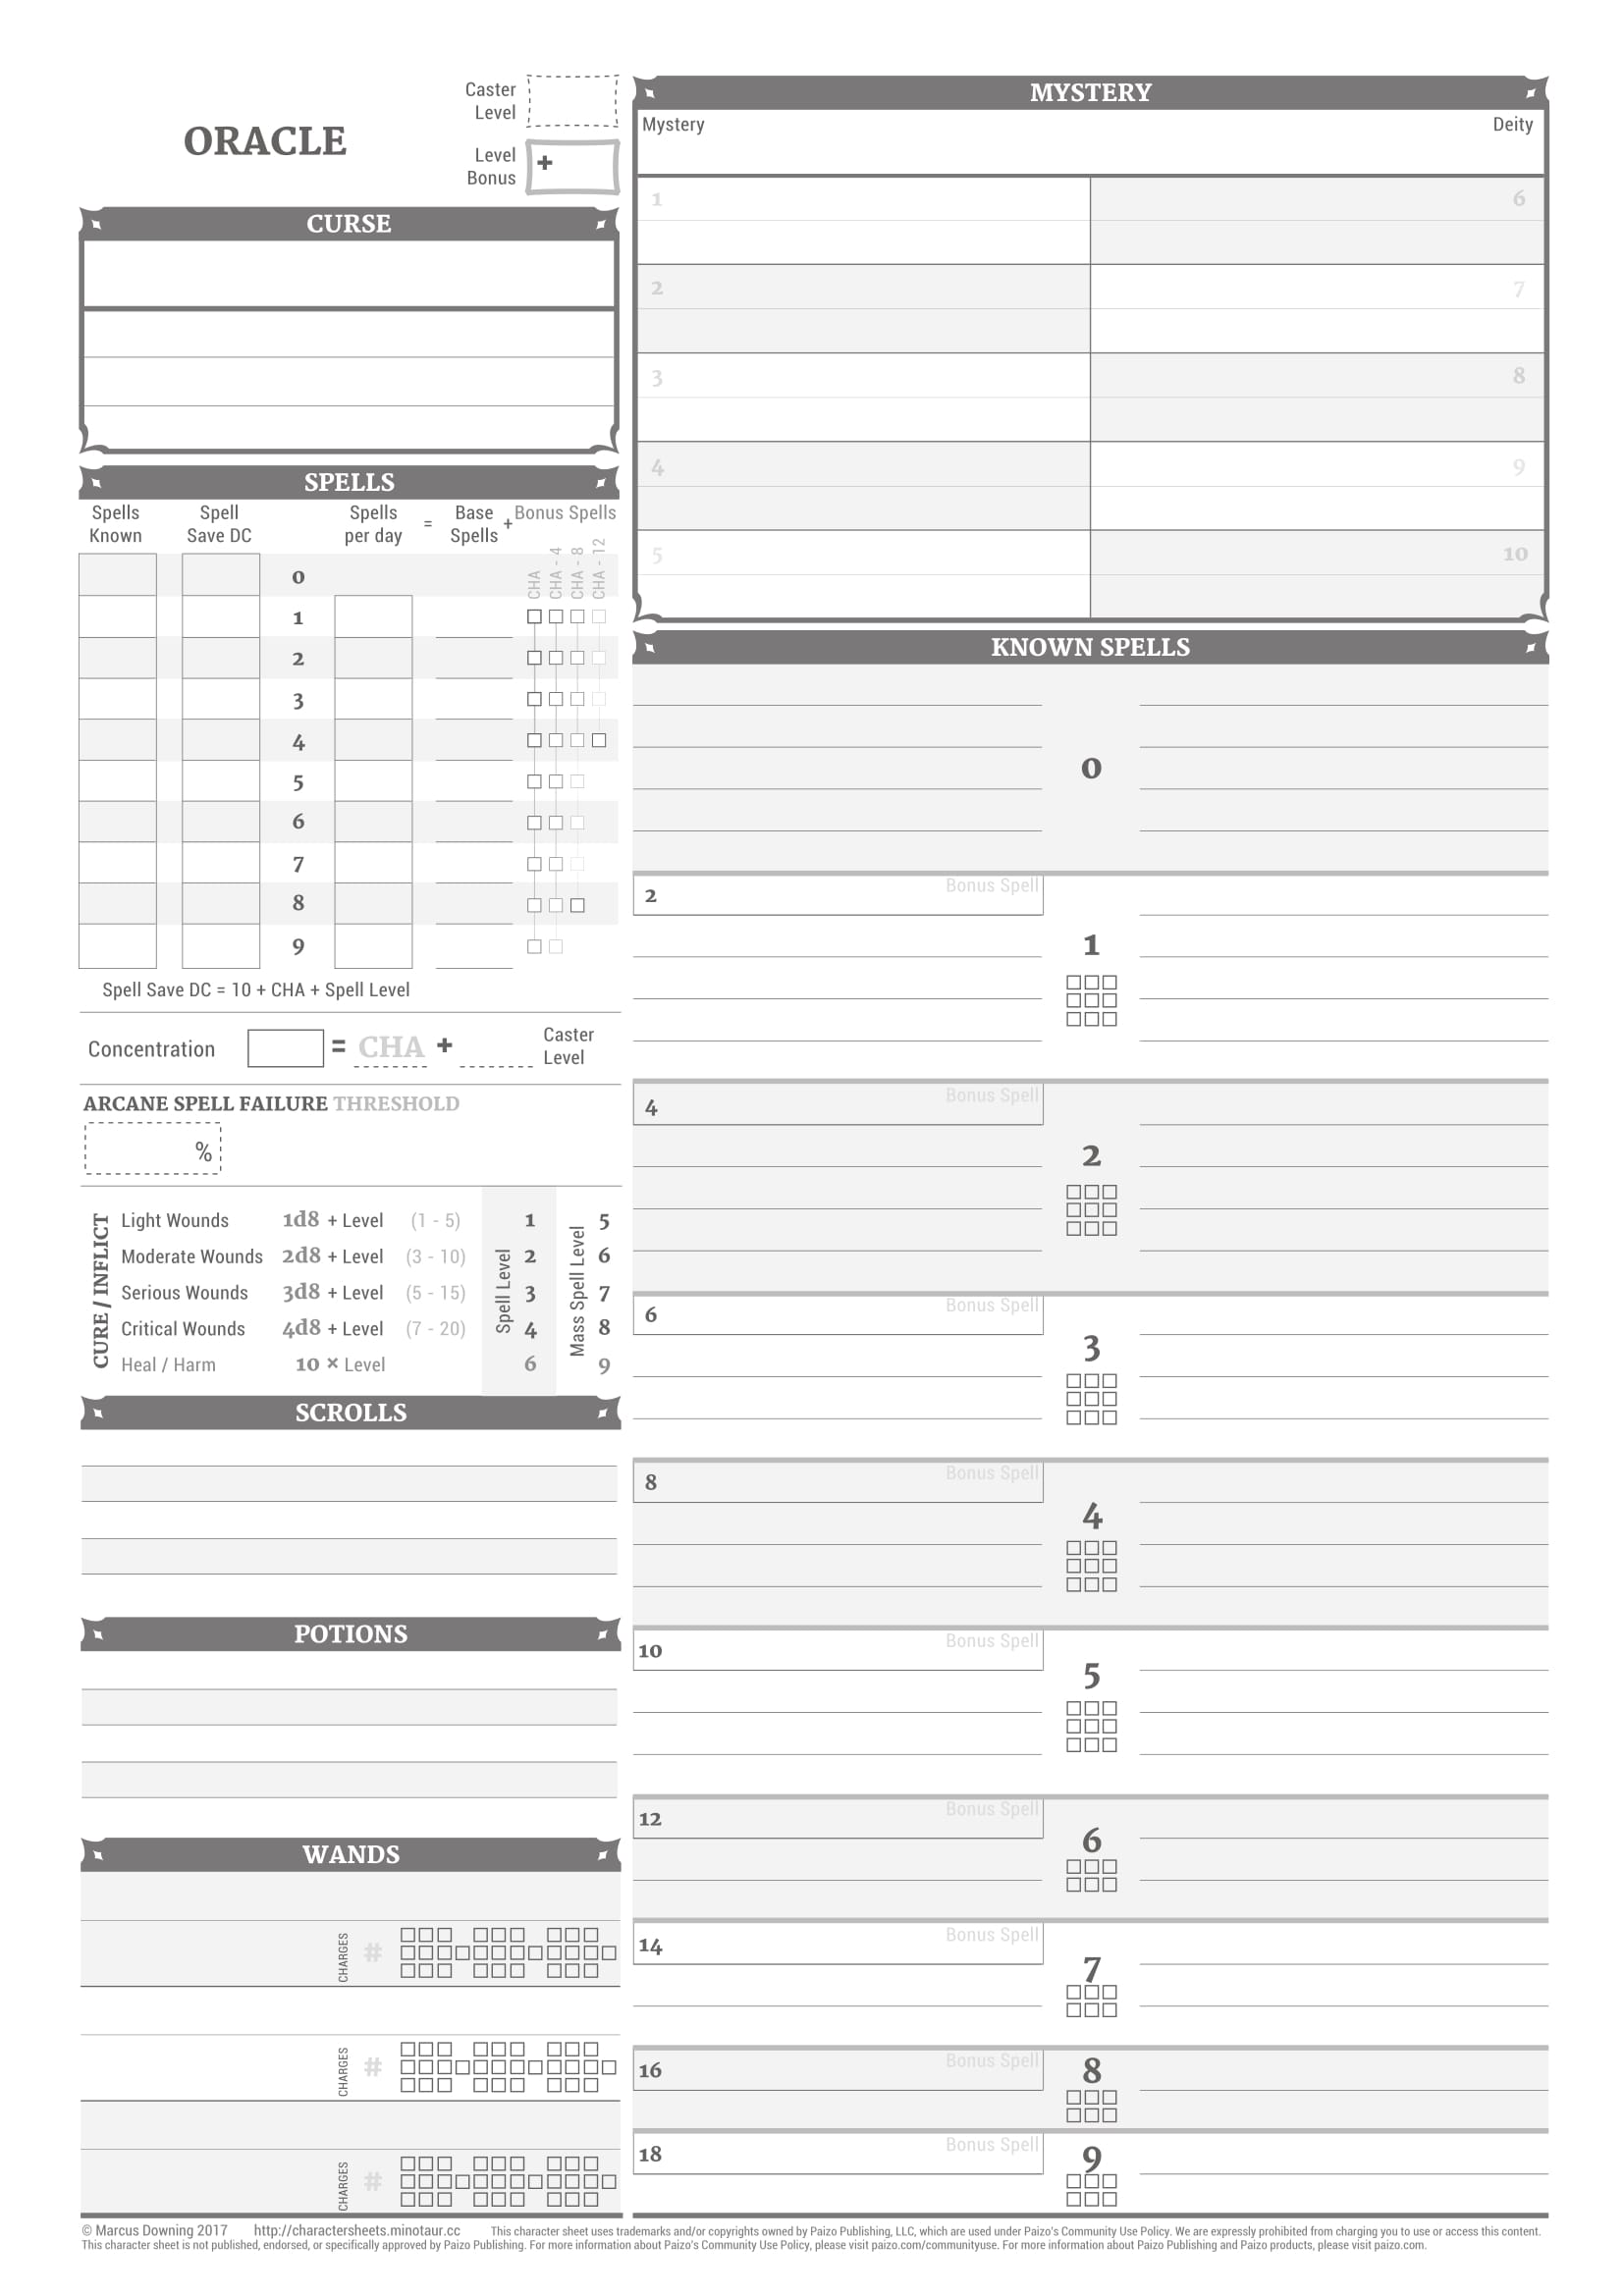 ORACLE
Caster
Level
Level
Bonus
+
CURSE
SPELLS
Spells
Known
Spell
Save DC
Spells
per day
=
Base
Spells
+
Bonus Spells
CHA
CHA - 4
CHA - 8
CHA - 12
0
1
2
3
4
5
6
7
8
9
Spell Save DC = 10 + CHA + Spell Level
Concentration = CHA + Caster
Level
ARCANE SPELL FAILURE THRESHOLD
%
CURE / INFLICT
Light Wounds 1d8 + Level (1 - 5) 1 5
Moderate Wounds 2d8 + Level (3 - 10) 2 6
Serious Wounds 3d8 + Level (5 - 15) 3 7
Critical Wounds 4d8 + Level (7 - 20) 4 8
Heal / Harm 10 × Level 6 9
Spell Level
Mass Spell Level
SCROLLS
POTIONS
WANDS
CHARGES #
CHARGES #
CHARGES #
MYSTERY
Mystery Deity
1 6
2 7
3 8
4 9
5 10
KNOWN SPELLS
0
2 Bonus Spell
1
4 Bonus Spell
2
6 Bonus Spell
3
8 Bonus Spell
4
10 Bonus Spell
5
12 Bonus Spell
6
14 Bonus Spell
7
16 Bonus Spell
8
18 Bonus Spell
9
© Marcus Downing 2017 http://charactersheets.minotaur.cc This character sheet uses trademarks and/or copyrights owned by Paizo Publishing, LLC, which are used under Paizo's Community Use Policy. We are expressly prohibited from charging you to use or access this content.
This character sheet is not published, endorsed, or specifically approved by Paizo Publishing. For more information about Paizo's Community Use Policy, please visit paizo.com/communityuse. For more information about Paizo Publishing and Paizo products, please visit paizo.com.